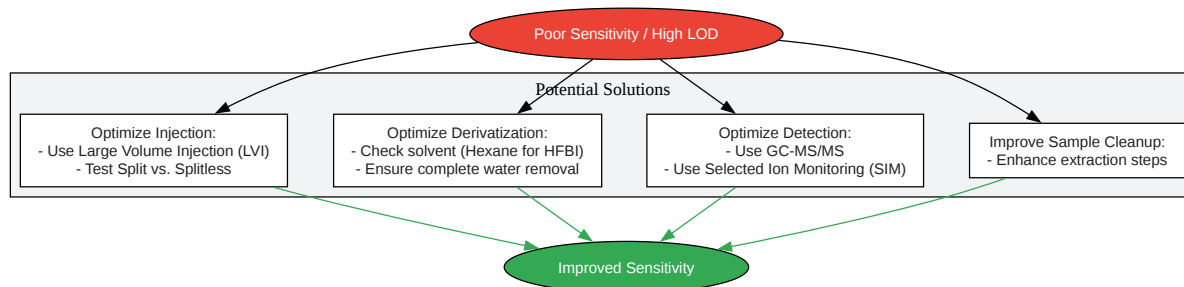 Poor Sensitivity / High LOD
Potential Solutions
Optimize Injection:
- Use Large Volume Injection (LVI)
- Test Split vs. Splitless
Optimize Derivatization:
- Check solvent (Hexane for HFBI)
- Ensure complete water removal
Optimize Detection:
- Use GC-MS/MS
- Use Selected Ion Monitoring (SIM)
Improve Sample Cleanup:
- Enhance extraction steps
Improved Sensitivity